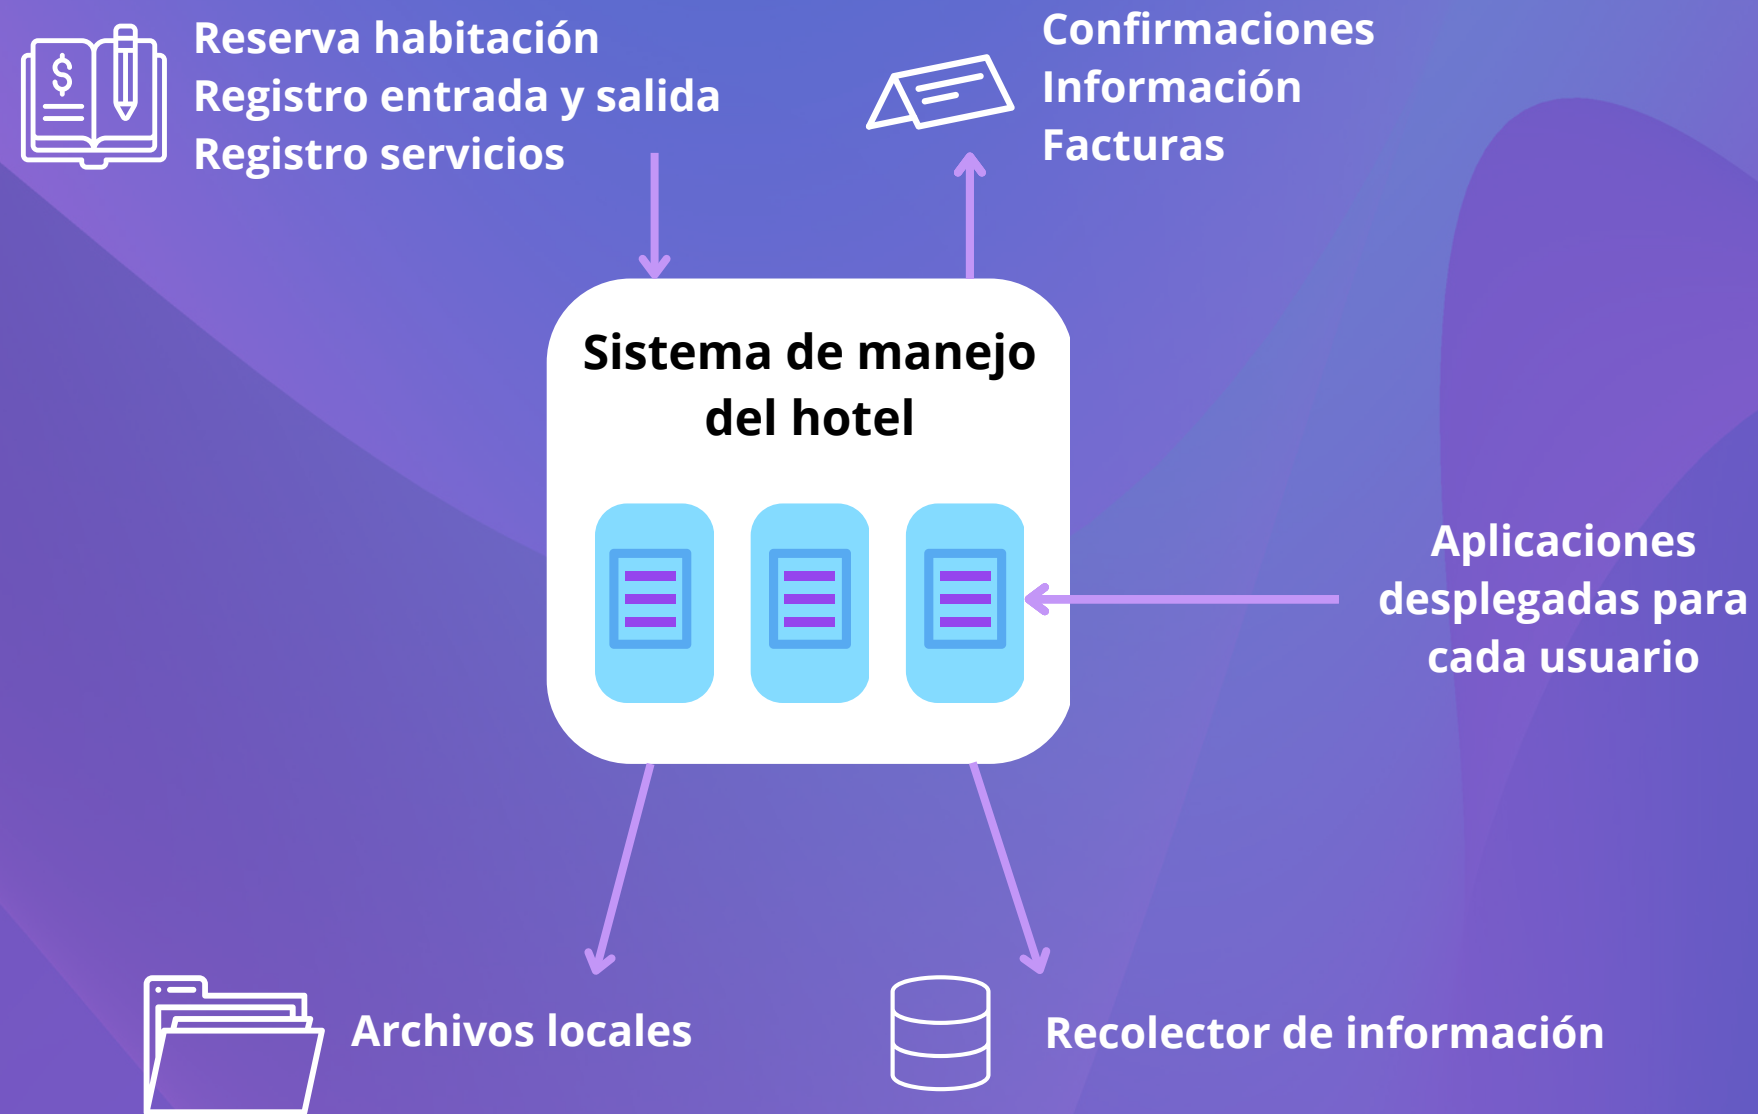 Reserva habitación
Registro entrada y salida
Registro servicios
Confirmaciones
Información
Facturas
$
Sistema de manejo
del hotel
Aplicaciones
desplegadas para
cada usuario
Archivos locales
Recolector de información